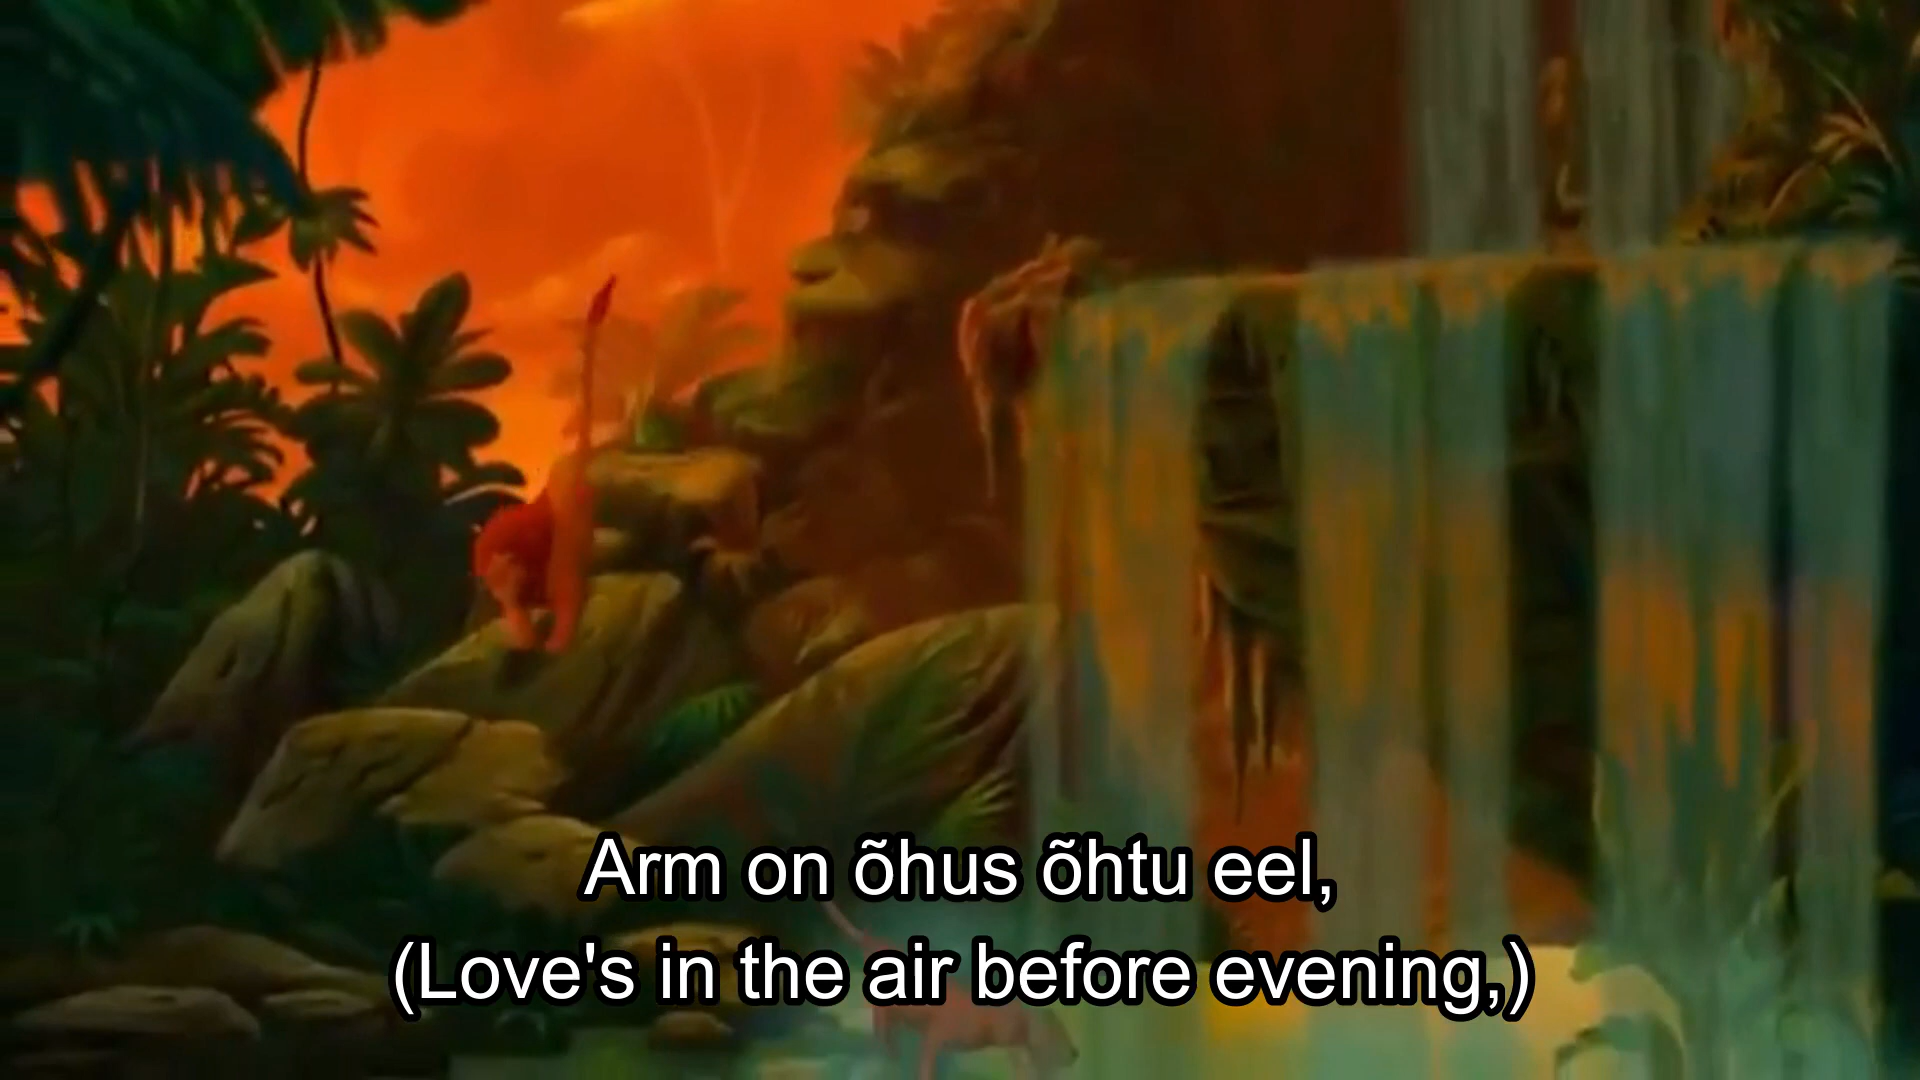 Arm on õhus õhtu eel,
(Love's in the air before evening,)